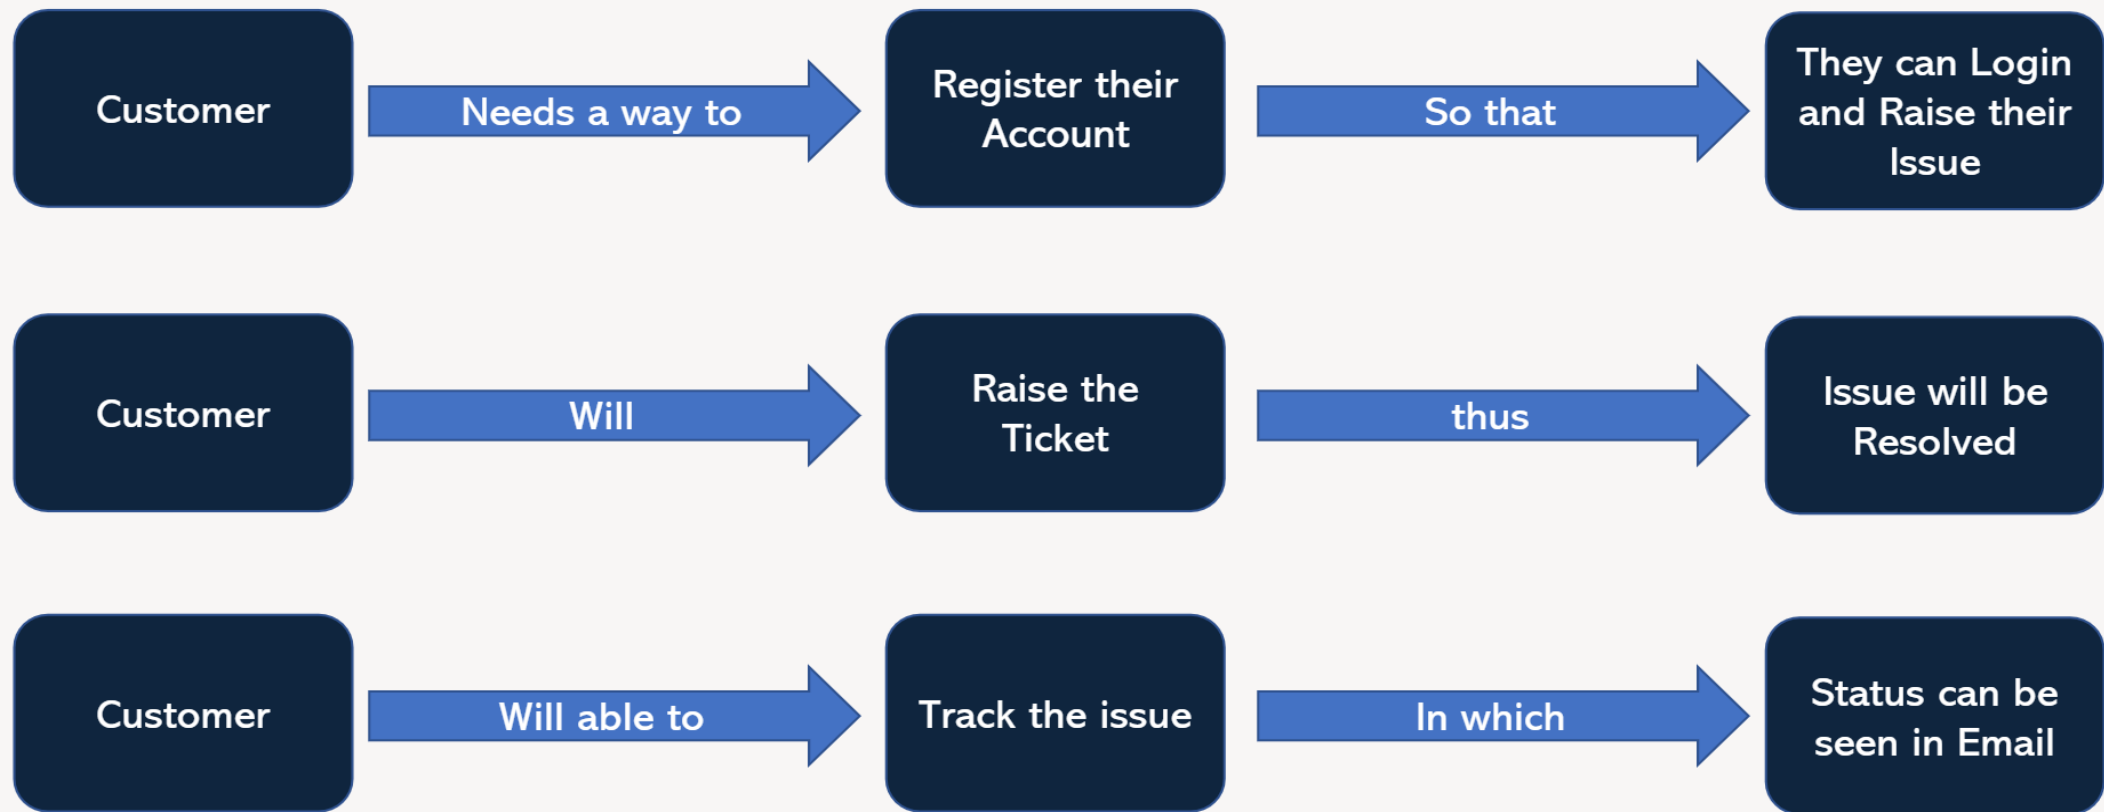 Customer
Needs a way to
Register their
Account
So that
They can Login
and Raise their
Issue
Customer
Will
Raise the
Ticket
thus
Issue will be
Resolved
Customer
Will able to
Track the issue
In which
Status can be
seen in Email